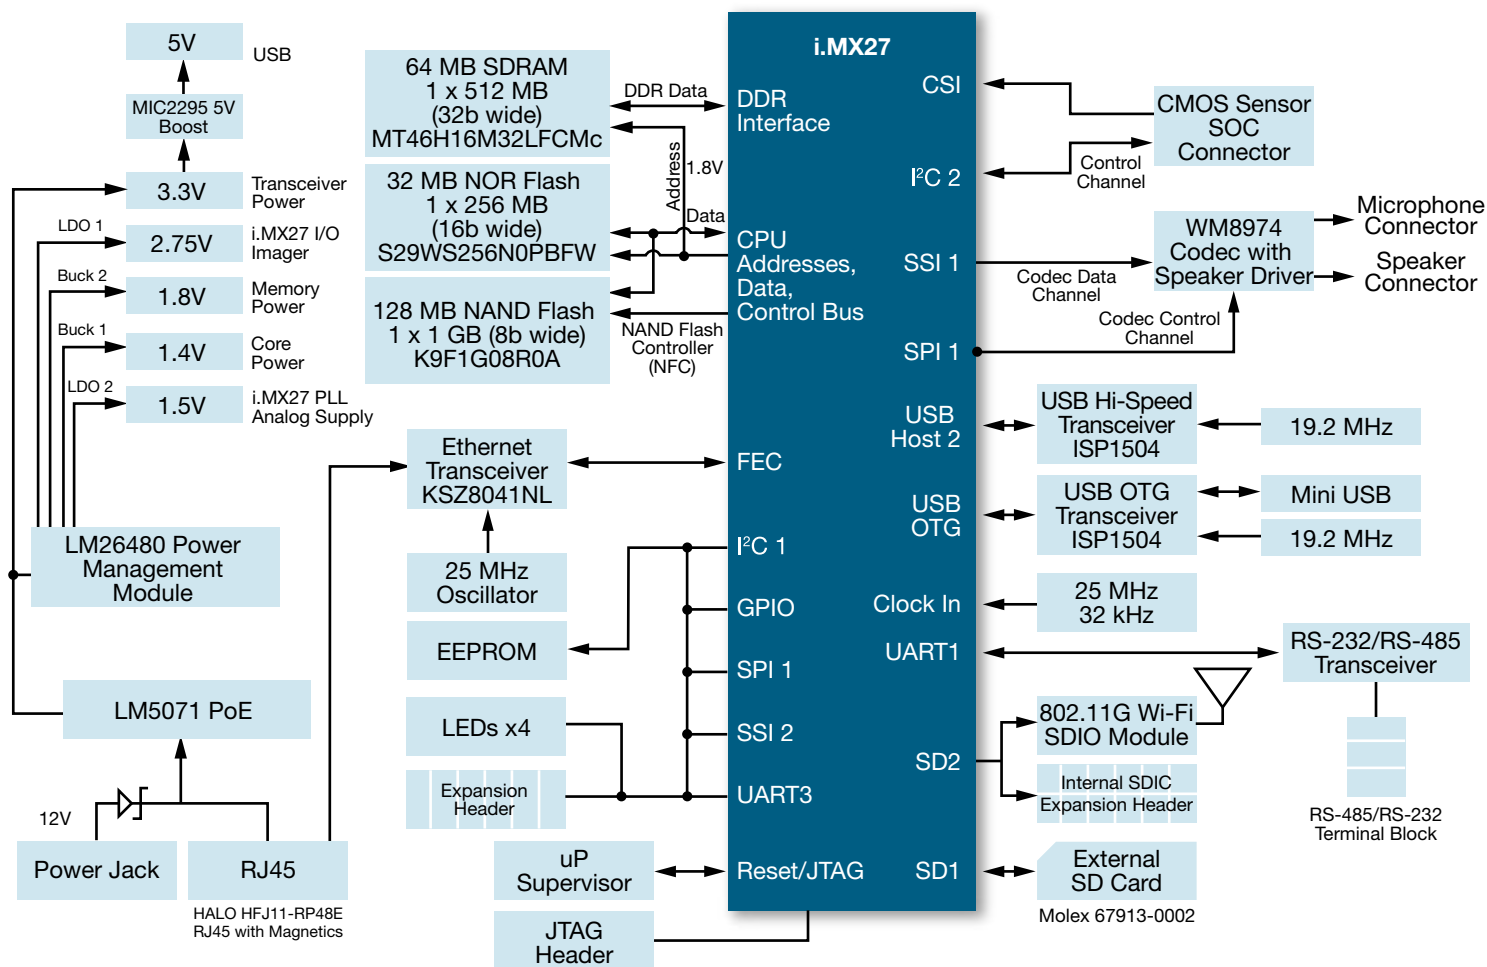 5V
USB
MIC2295 5V
Boost
3.3V
Transceiver
Power
LDO 1
2.75V
i.MX27 I/O
Imager
Buck 2
1.8V
Memory
Power
Buck 1
1.4V
Core
Power
LDO 2
1.5V
i.MX27 PLL
Analog Supply
LM26480 Power
Management
Module
LM5071 PoE
12V
Power Jack
RJ45
HALO HFJ11-RP48E
RJ45 with Magnetics
64 MB SDRAM
1 x 512 MB
(32b wide)
MT46H16M32LFCMc
DDR Data
Address
1.8V
32 MB NOR Flash
1 x 256 MB
(16b wide)
S29WS256N0PBFW
Data
128 MB NAND Flash
1 x 1 GB (8b wide)
K9F1G08R0A
NAND Flash
Controller
(NFC)
Ethernet
Transceiver
KSZ8041NL
25 MHz
Oscillator
EEPROM
LEDs x4
Expansion
Header
uP
Supervisor
JTAG
Header
i.MX27
DDR
Interface
CPU
Addresses,
Data,
Control Bus
FEC
I²C 1
GPIO
SPI 1
SSI 2
UART3
Reset/JTAG
CSI
I²C 2
SSI 1
SPI 1
USB
Host 2
USB
OTG
Clock In
UART1
SD2
SD1
CMOS Sensor
SOC
Connector
Control
Channel
WM8974
Codec with
Speaker Driver
Microphone
Connector
Speaker
Connector
Codec Data
Channel
Codec Control
Channel
USB Hi-Speed
Transceiver
ISP1504
19.2 MHz
USB OTG
Transceiver
ISP1504
Mini USB
19.2 MHz
25 MHz
32 kHz
RS-232/RS-485
Transceiver
802.11G Wi-Fi
SDIO Module
Internal SDIC
Expansion Header
RS-485/RS-232
Terminal Block
External
SD Card
Molex 67913-0002